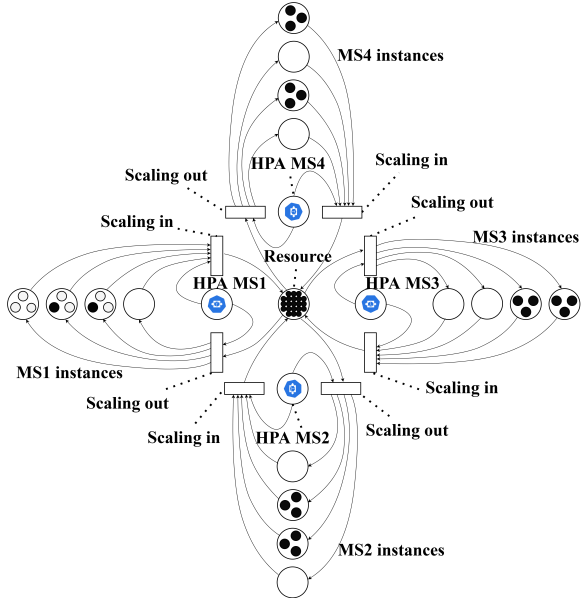 MS4 instances
HPA MS4
Scaling in
Scaling out
Scaling out
Scaling in
MS3 instances
Resource
HPA MS1
HPA MS3
MS1 instances
Scaling in
Scaling out
Scaling out
Scaling in
HPA MS2
MS2 instances